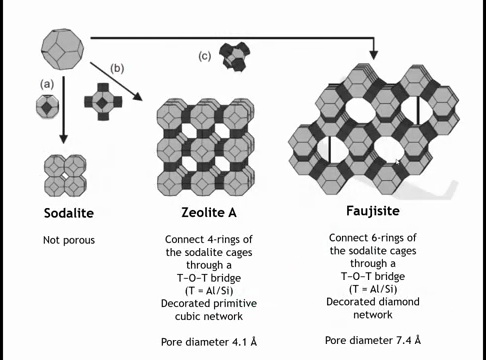 (a)
(b)
(c)
Sodalite
Not porous
Zeolite A
Connect 4-rings of
the sodalite cages
through a
T-O-T bridge
(T = Al/Si)
Decorated primitive
cubic network
Pore diameter 4.1 Å
Faujisite
Connect 6-rings of
the sodalite cages
through a
T-O-T bridge
(T = Al/Si)
Decorated diamond
network
Pore diameter 7.4 Å